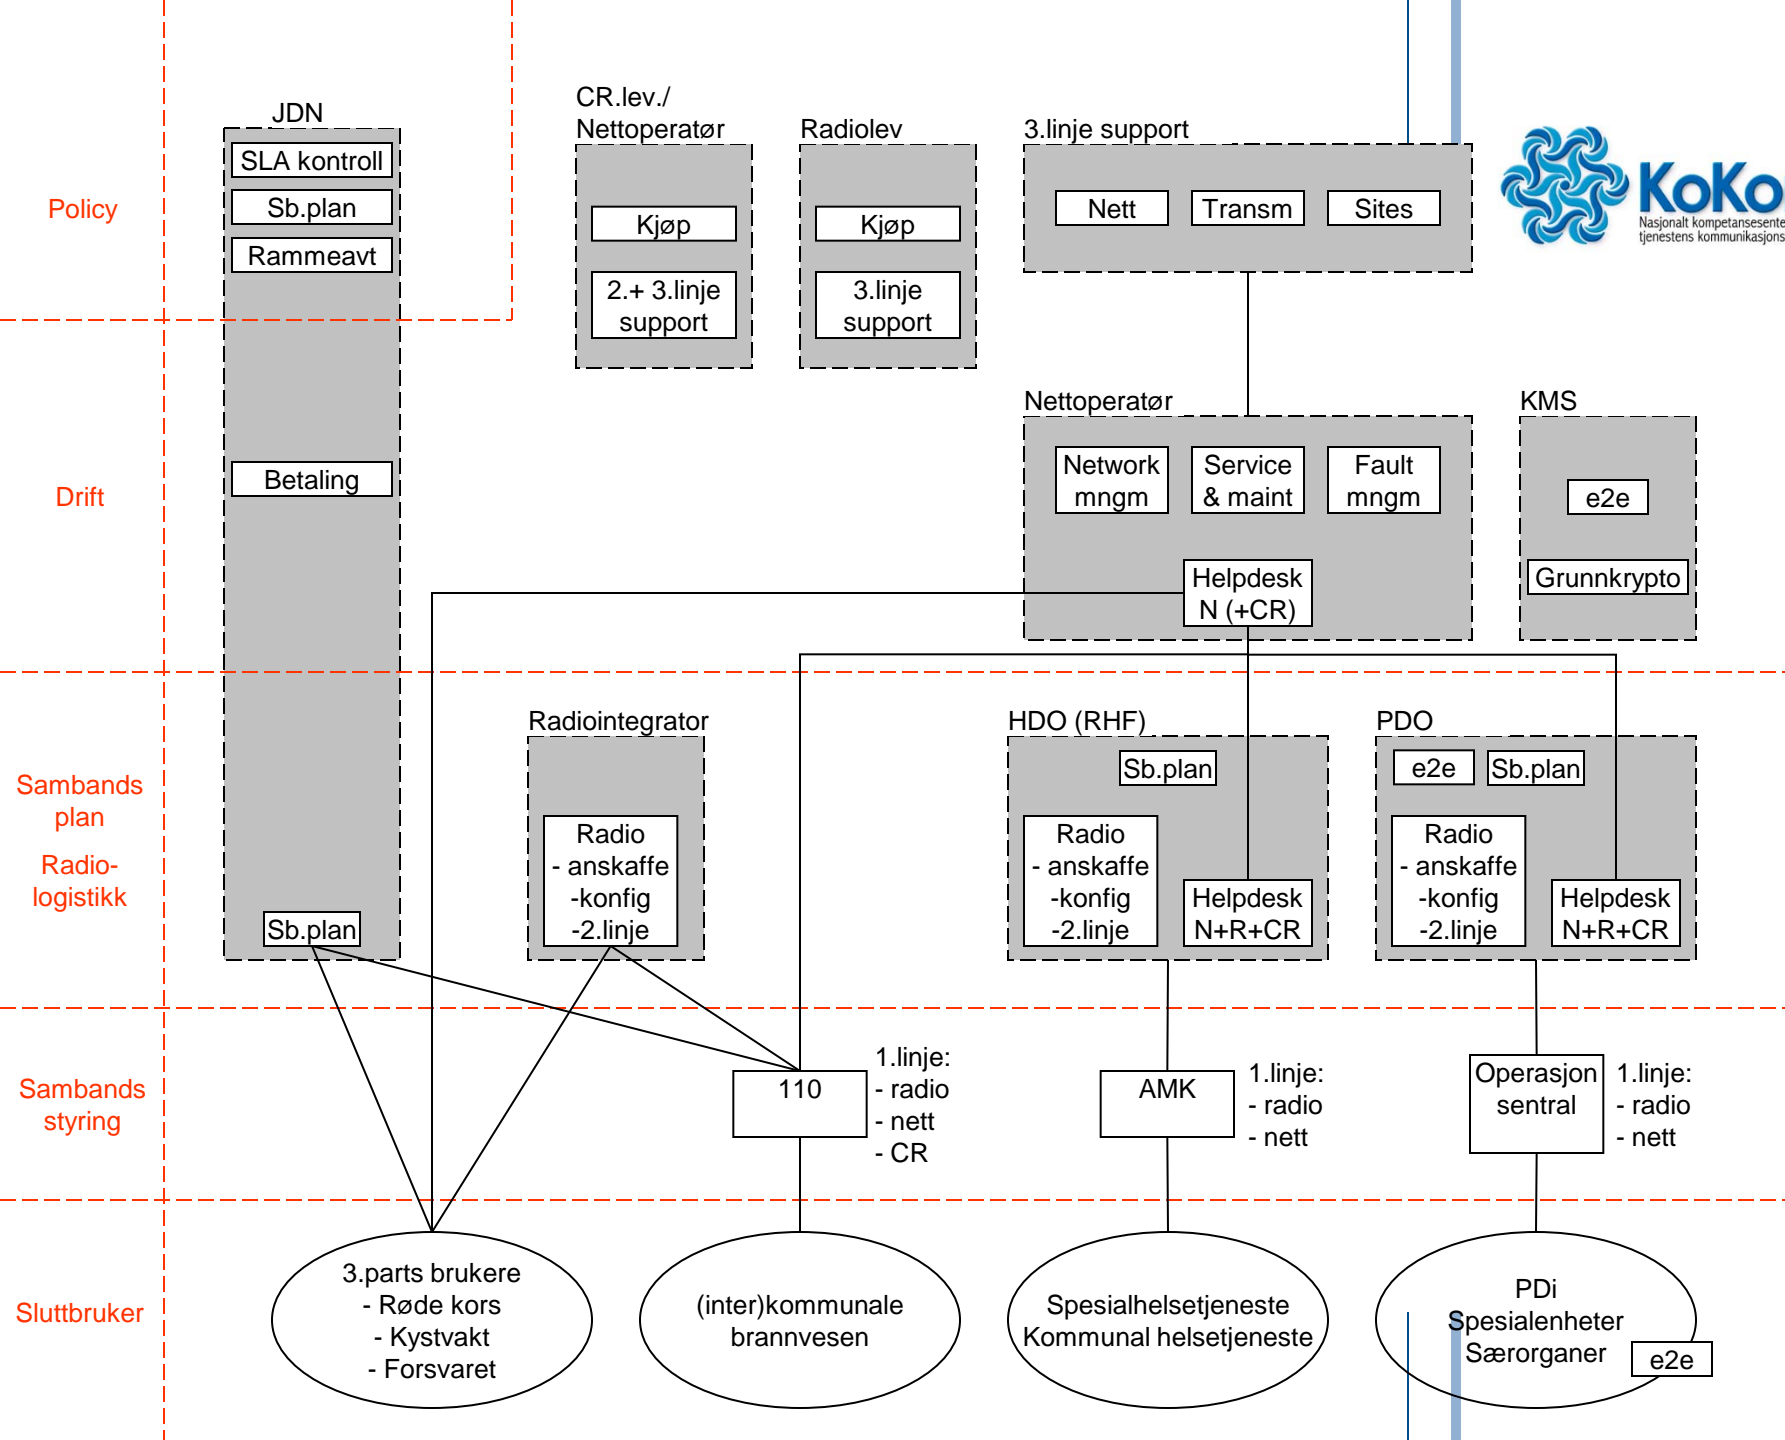 JDN
SLA kontroll
Sb.plan
Rammeavt
Betaling
Sb.plan
CR.lev./
Nettoperatør
Kjøp
2.+ 3.linje
support
Radiolev
Kjøp
3.linje
support
3.linje support
Nett
Transm
Sites
KoKo
Nasjonalt kompetansesente
tjenestens kommunikasjons
Policy
Drift
Nettoperatør
Network
mngm
Service
& maint
Fault
mngm
Helpdesk
N (+CR)
KMS
e2e
Grunnkrypto
Sambands
plan
Radio-
logistikk
Radiointegrator
Radio
- anskaffe
-konfig
-2.linje
HDO (RHF)
Sb.plan
Radio
- anskaffe
-konfig
-2.linje
Helpdesk
N+R+CR
PDO
e2e
Sb.plan
Radio
- anskaffe
-konfig
-2.linje
Helpdesk
N+R+CR
Sambands
styring
110
1.linje:
- radio
- nett
- CR
AMK
1.linje:
- radio
- nett
Operasjon
sentral
1.linje:
- radio
- nett
Sluttbruker
3.parts brukere
- Røde kors
- Kystvakt
- Forsvaret
(inter)kommunale
brannvesen
Spesialhelsetjeneste
Kommunal helsetjeneste
PDi
Spesialenheter
Særorganer
e2e